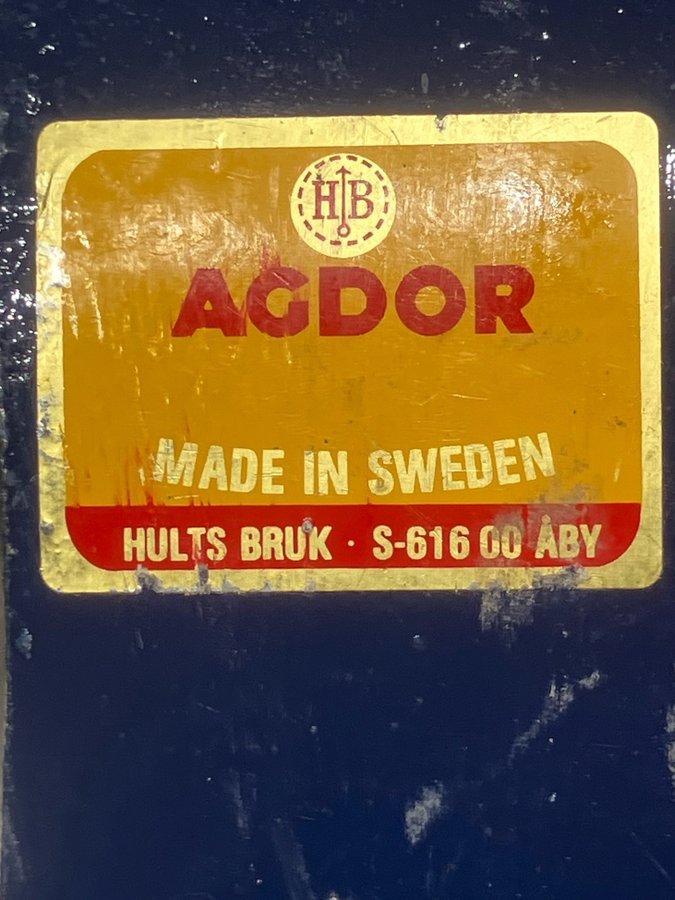 HB
AGDOR
MADE IN SWEDEN
HULTS BRUK · S-616 00 ÅBY